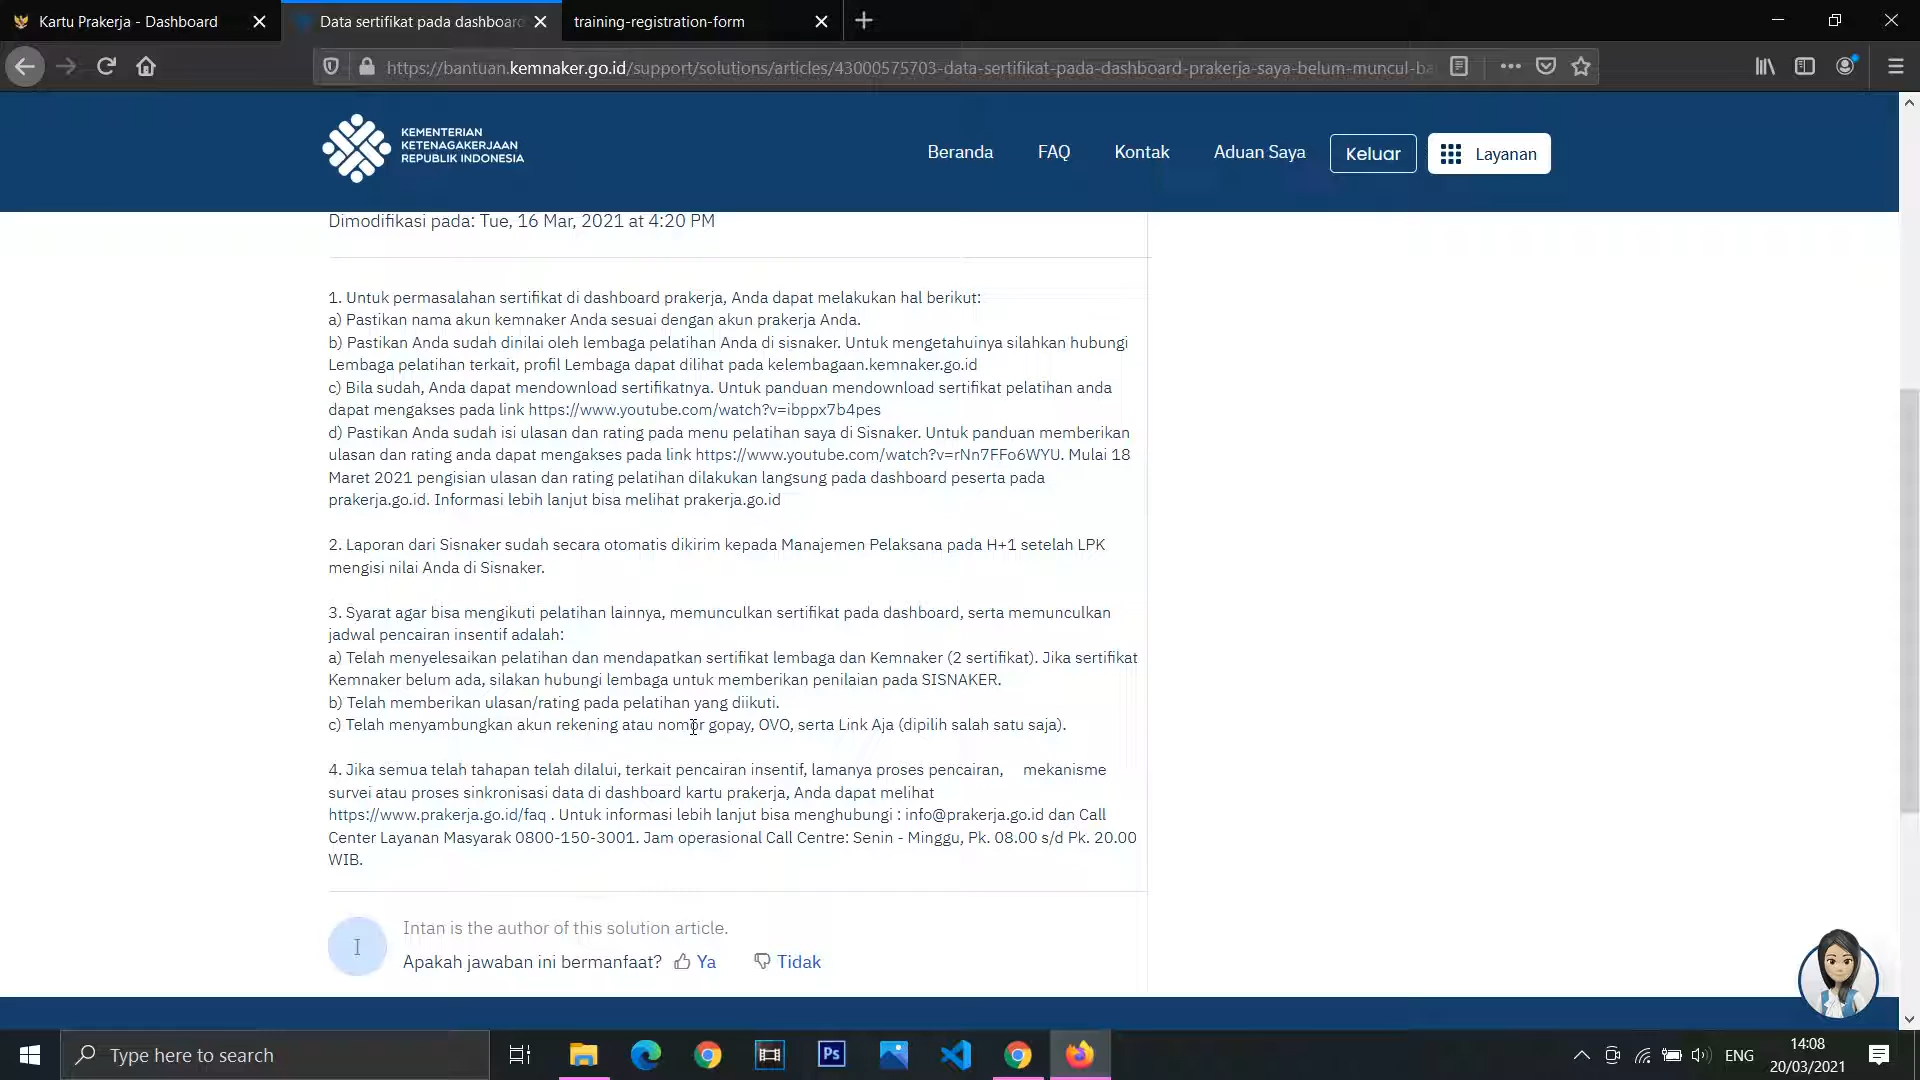 Kartu Prakerja - Dashboard
Data sertifikat pada dashboard
training-registration-form
https://bantuan.kemnaker.go.id/support/solutions/articles/43000575703-data-sertifikat-pada-dashboard-prakerja-saya-belum-muncul-ba
KEMENTERIAN
KETENAGAKERJAAN
REPUBLIK INDONESIA
Beranda
FAQ
Kontak
Aduan Saya
Keluar
Layanan
Dimodifikasi pada: Tue, 16 Mar, 2021 at 4:20 PM
1. Untuk permasalahan sertifikat di dashboard prakerja, Anda dapat melakukan hal berikut:
a) Pastikan nama akun kemnaker Anda sesuai dengan akun prakerja Anda.
b) Pastikan Anda sudah dinilai oleh lembaga pelatihan Anda di sisnaker. Untuk mengetahuinya silahkan hubungi
Lembaga pelatihan terkait, profil Lembaga dapat dilihat pada kelembagaan.kemnaker.go.id
c) Bila sudah, Anda dapat mendownload sertifikatnya. Untuk panduan mendownload sertifikat pelatihan anda
dapat mengakses pada link https://www.youtube.com/watch?v=ibppx7b4pes
d) Pastikan Anda sudah isi ulasan dan rating pada menu pelatihan saya di Sisnaker. Untuk panduan memberikan
ulasan dan rating anda dapat mengakses pada link https://www.youtube.com/watch?v=rNn7FFo6WYU. Mulai 18
Maret 2021 pengisian ulasan dan rating pelatihan dilakukan langsung pada dashboard peserta pada
prakerja.go.id. Informasi lebih lanjut bisa melihat prakerja.go.id
2. Laporan dari Sisnaker sudah secara otomatis dikirim kepada Manajemen Pelaksana pada H+1 setelah LPK
mengisi nilai Anda di Sisnaker.
3. Syarat agar bisa mengikuti pelatihan lainnya, memunculkan sertifikat pada dashboard, serta memunculkan
jadwal pencairan insentif adalah:
a) Telah menyelesaikan pelatihan dan mendapatkan sertifikat lembaga dan Kemnaker (2 sertifikat). Jika sertifikat
Kemnaker belum ada, silakan hubungi lembaga untuk memberikan penilaian pada SISNAKER.
b) Telah memberikan ulasan/rating pada pelatihan yang diikuti.
c) Telah menyambungkan akun rekening atau nomor gopay, OVO, serta Link Aja (dipilih salah satu saja).
4. Jika semua telah tahapan telah dilalui, terkait pencairan insentif, lamanya proses pencairan, mekanisme
survei atau proses sinkronisasi data di dashboard kartu prakerja, Anda dapat melihat
https://www.prakerja.go.id/faq . Untuk informasi lebih lanjut bisa menghubungi : info@prakerja.go.id dan Call
Center Layanan Masyarak 0800-150-3001. Jam operasional Call Centre: Senin - Minggu, Pk. 08.00 s/d Pk. 20.00
WIB.
I
Intan is the author of this solution article.
Apakah jawaban ini bermanfaat? Ya Tidak
Type here to search
Ps
ENG
14:08
20/03/2021